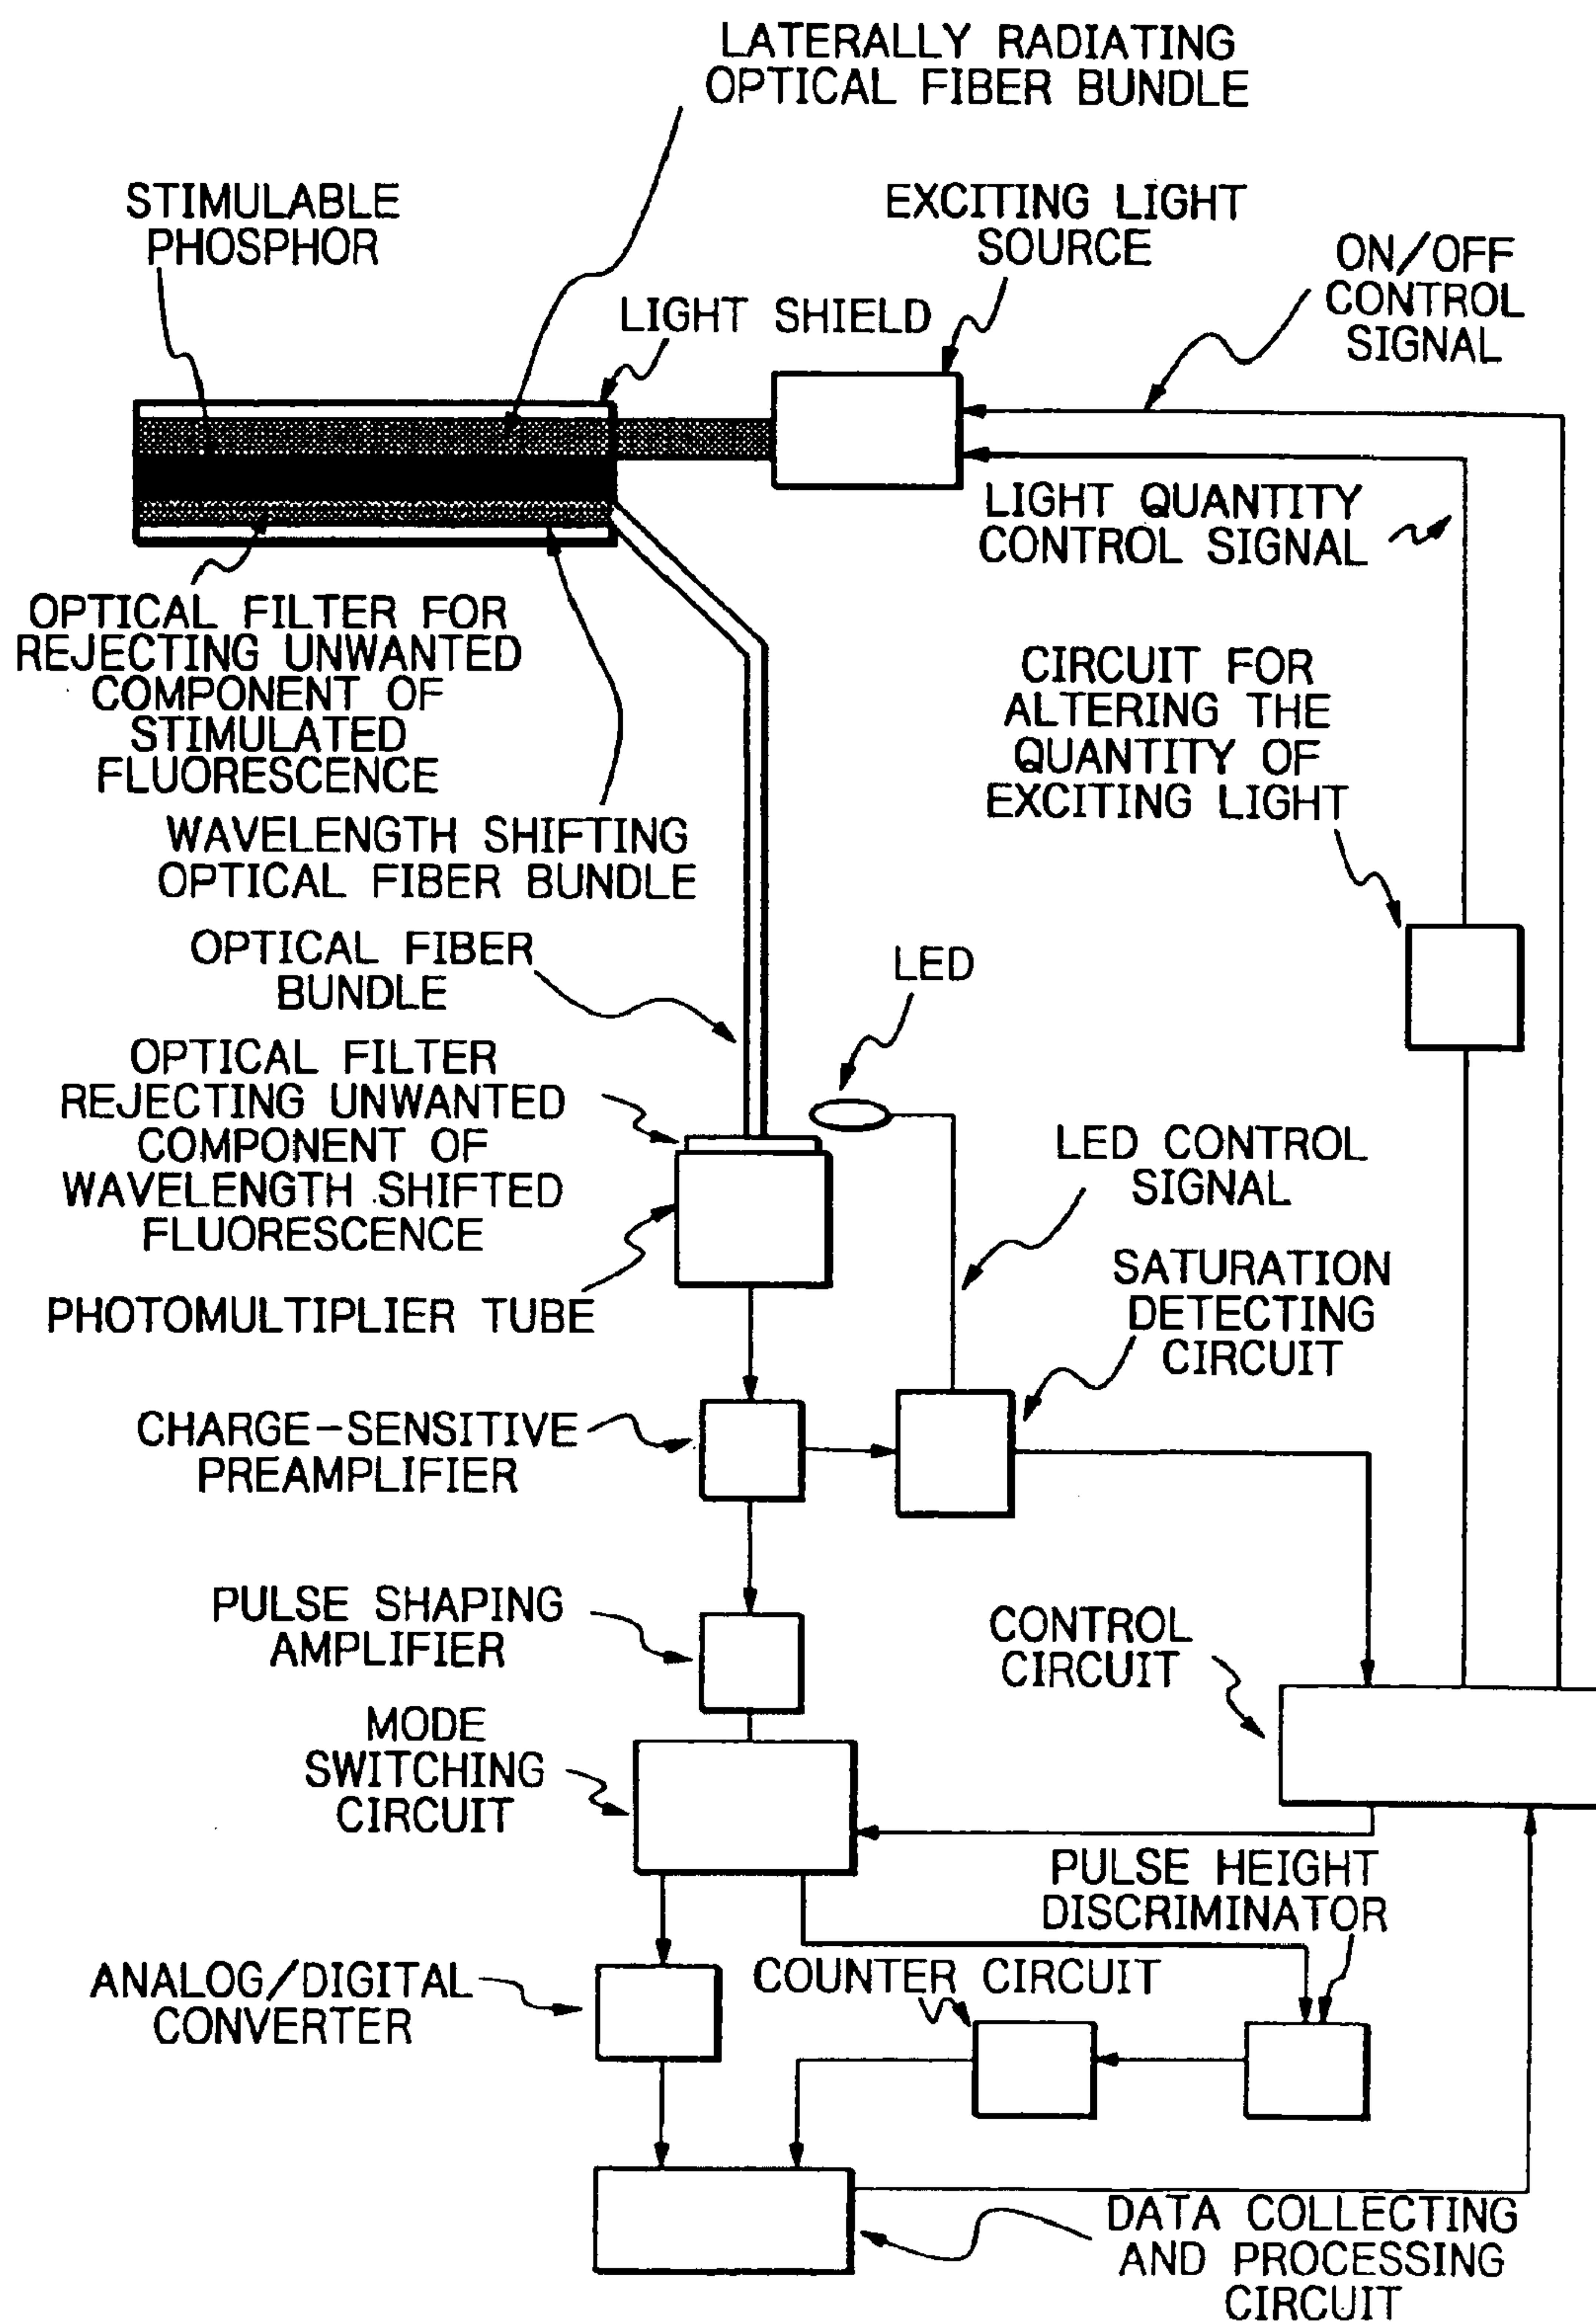 LATERALLY RADIATING
OPTICAL FIBER BUNDLE
STIMULABLE
PHOSPHOR
EXCITING LIGHT
SOURCE
ON/OFF
CONTROL
SIGNAL
LIGHT SHIELD
LIGHT QUANTITY
CONTROL SIGNAL
OPTICAL FILTER FOR
REJECTING UNWANTED
COMPONENT OF
STIMULATED
FLUORESCENCE
CIRCUIT FOR
ALTERING THE
QUANTITY OF
EXCITING LIGHT
WAVELENGTH SHIFTING
OPTICAL FIBER BUNDLE
OPTICAL FIBER
BUNDLE
LED
OPTICAL FILTER
REJECTING UNWANTED
COMPONENT OF
WAVELENGTH SHIFTED
FLUORESCENCE
LED CONTROL
SIGNAL
PHOTOMULTIPLIER TUBE
SATURATION
DETECTING
CIRCUIT
CHARGE-SENSITIVE
PREAMPLIFIER
PULSE SHAPING
AMPLIFIER
CONTROL
CIRCUIT
MODE
SWITCHING
CIRCUIT
PULSE HEIGHT
DISCRIMINATOR
ANALOG/DIGITAL
CONVERTER
COUNTER CIRCUIT
DATA COLLECTING
AND PROCESSING
CIRCUIT